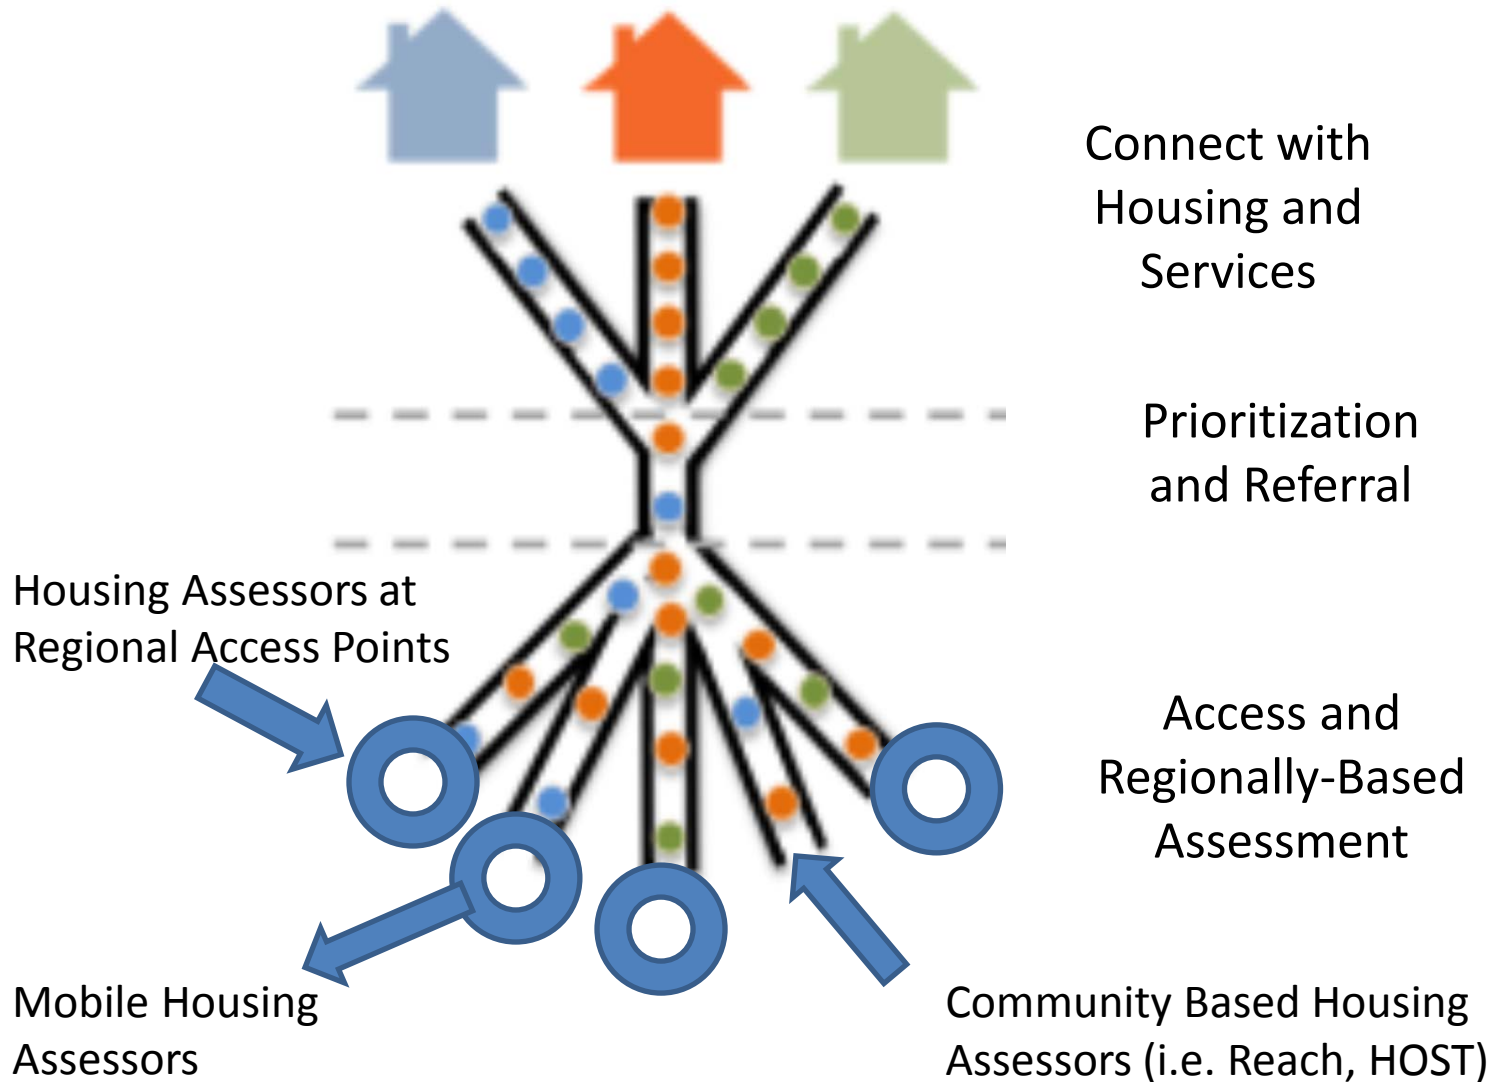 Connect with
Housing and
Services
Prioritization
and Referral
Housing Assessors at
Regional Access Points
Access and
Regionally-Based
Assessment
Mobile Housing
Assessors
Community Based Housing
Assessors (i.e. Reach, HOST)